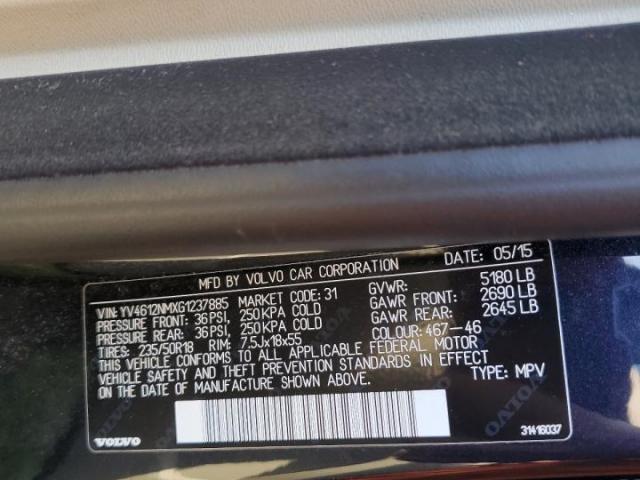 MFD BY VOLVO CAR CORPORATION DATE: 05/15
VIN: YV4612NMXG1237885 MARKET CODE: 31 GVWR: 5180 LB
PRESSURE FRONT: 36 PSI, 250 KPA COLD GAWR FRONT: 2690 LB
PRESSURE REAR: 36 PSI, 250 KPA COLD GAWR REAR: 2645 LB
TIRES: 235/50R18 RIM: 7.5Jx18x55 COLOUR: 467-46
THIS VEHICLE CONFORMS TO ALL APPLICABLE FEDERAL MOTOR
VEHICLE SAFETY AND THEFT PREVENTION STANDARDS IN EFFECT
ON THE DATE OF MANUFACTURE SHOWN ABOVE. TYPE: MPV
VOLVO 31416037